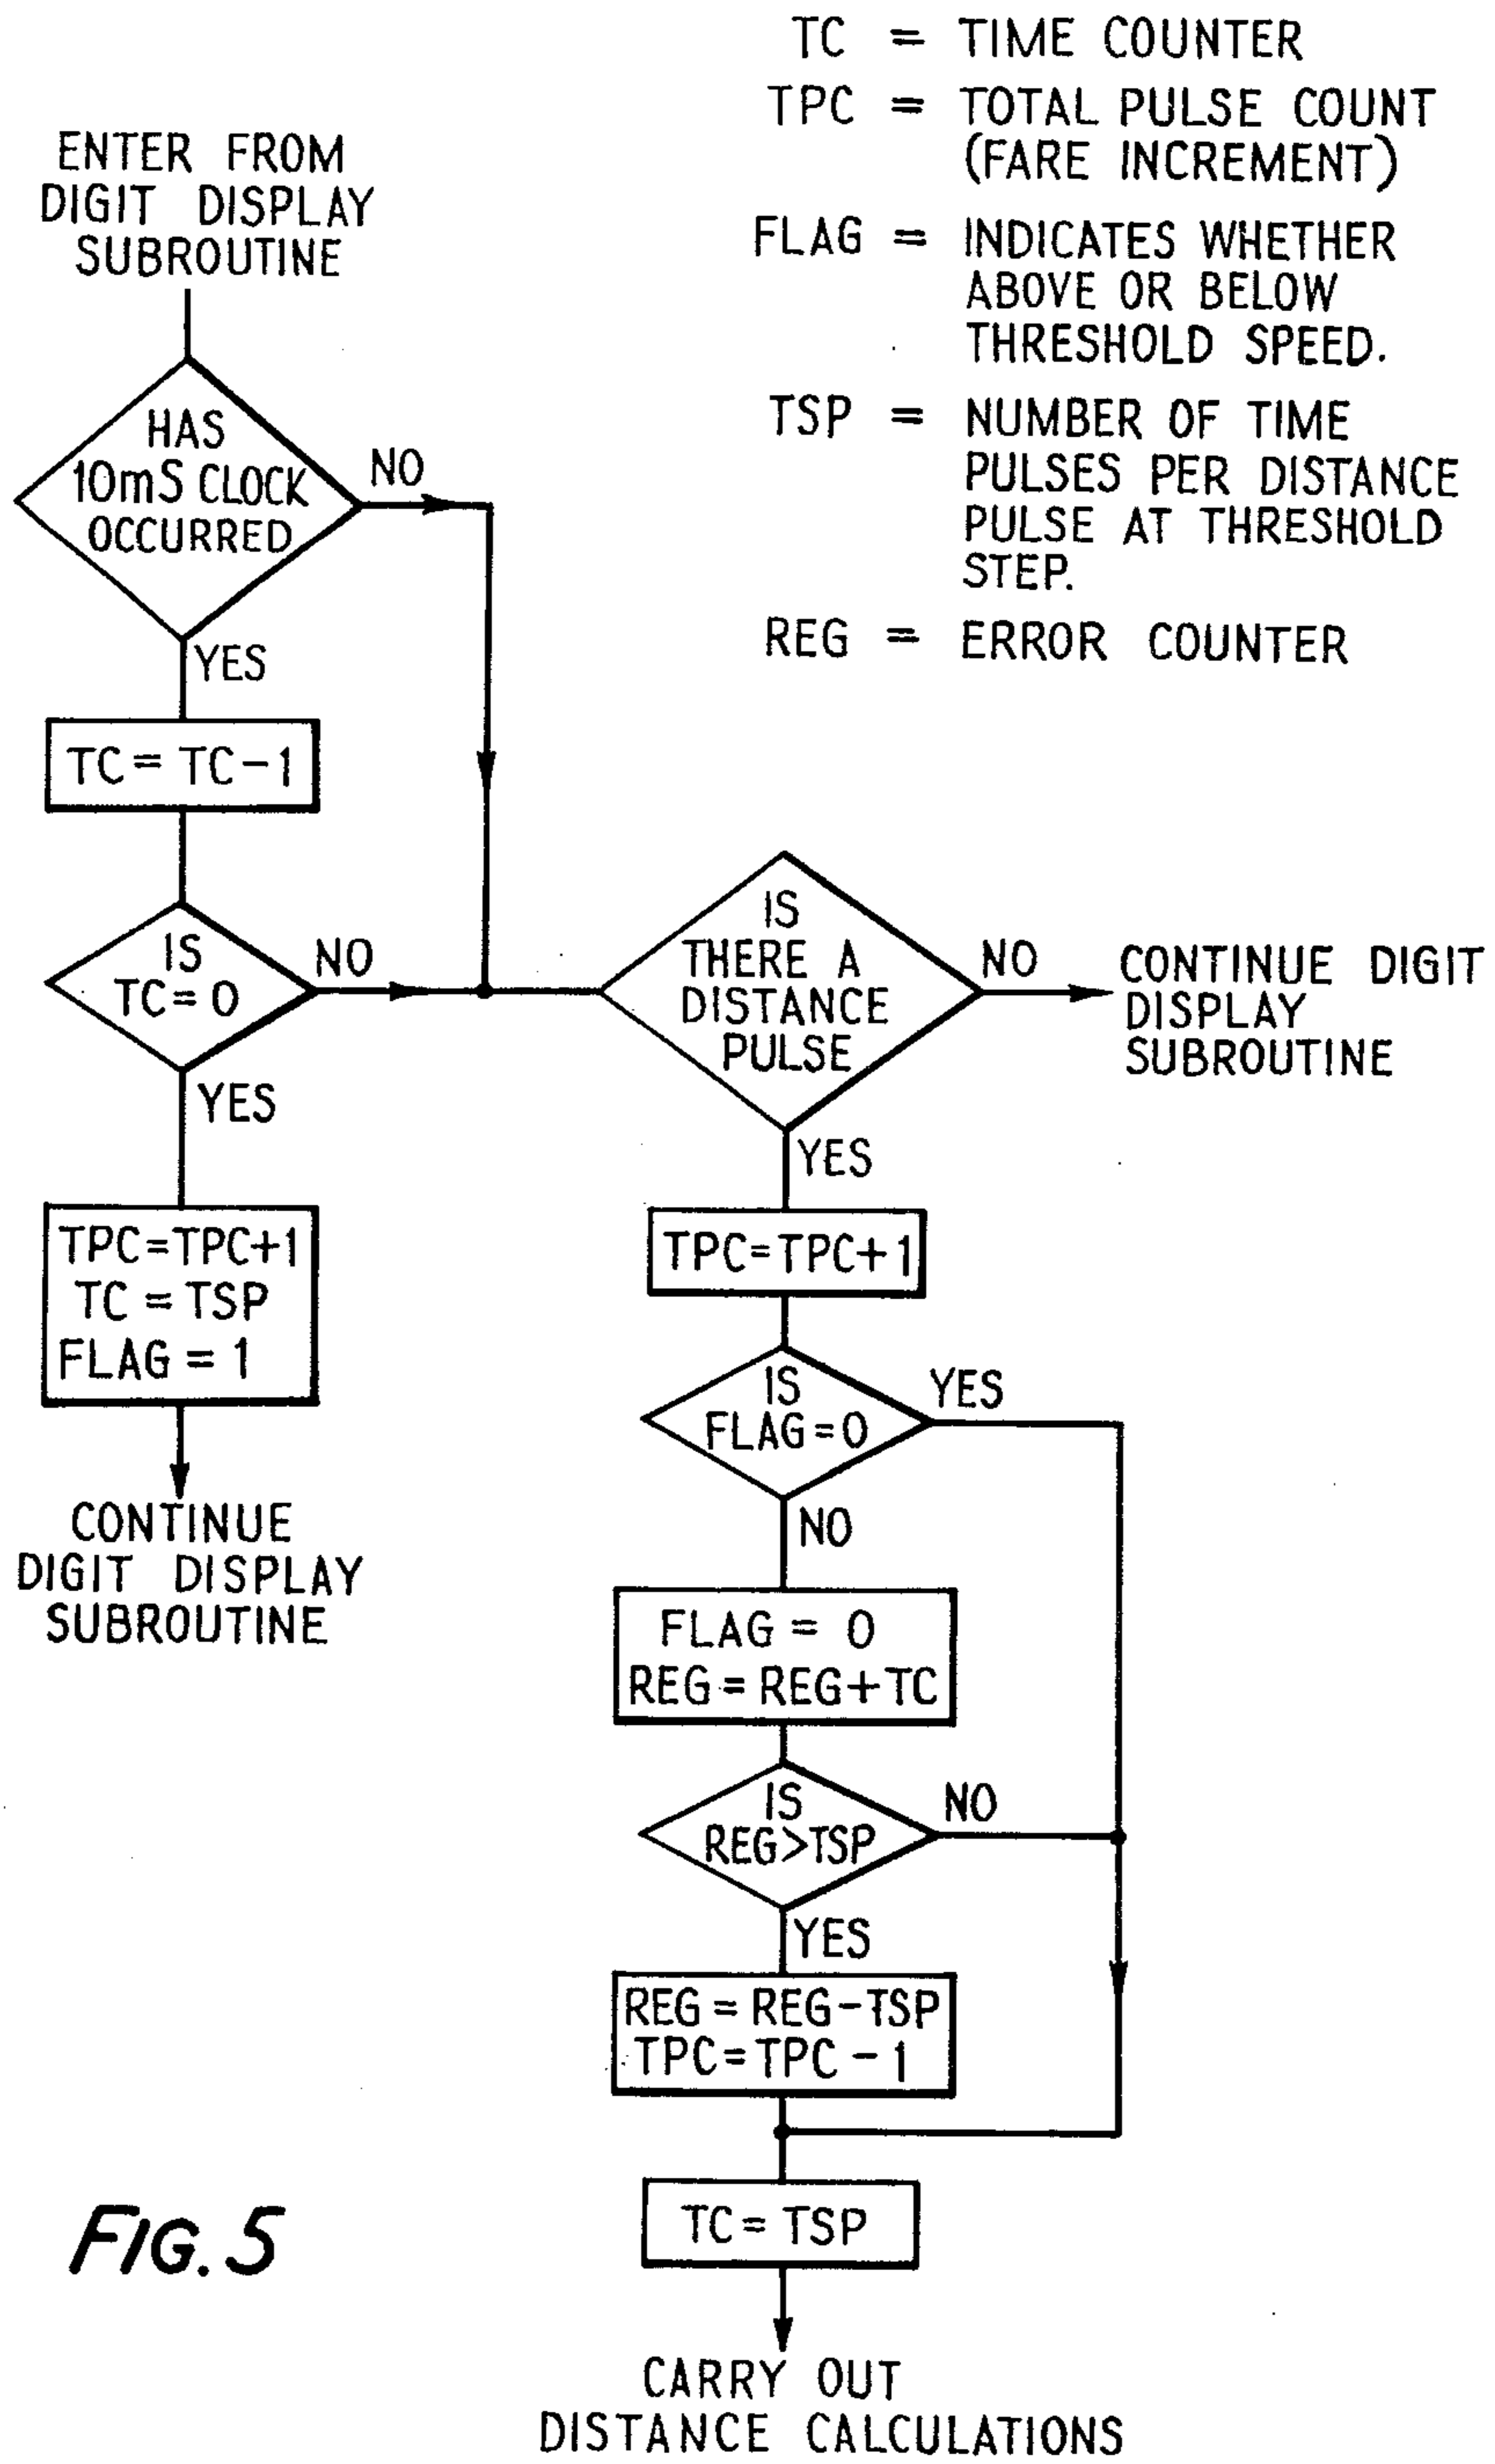 TC = TIME COUNTER
TPC = TOTAL PULSE COUNT
(FARE INCREMENT)
FLAG = INDICATES WHETHER
ABOVE OR BELOW
THRESHOLD SPEED.
TSP = NUMBER OF TIME
PULSES PER DISTANCE
PULSE AT THRESHOLD
STEP.
REG = ERROR COUNTER
ENTER FROM
DIGIT DISPLAY
SUBROUTINE
HAS
10mS CLOCK
OCCURRED
NO
YES
TC = TC-1
IS
TC=0
NO
YES
TPC=TPC+1
TC = TSP
FLAG = 1
CONTINUE
DIGIT DISPLAY
SUBROUTINE
IS
THERE A
DISTANCE
PULSE
NO
CONTINUE DIGIT
DISPLAY
SUBROUTINE
YES
TPC=TPC+1
IS
FLAG=0
YES
NO
FLAG = 0
REG=REG+TC
IS
REG>TSP
NO
YES
REG=REG-TSP
TPC=TPC-1
TC = TSP
CARRY OUT
DISTANCE CALCULATIONS
FIG. 5